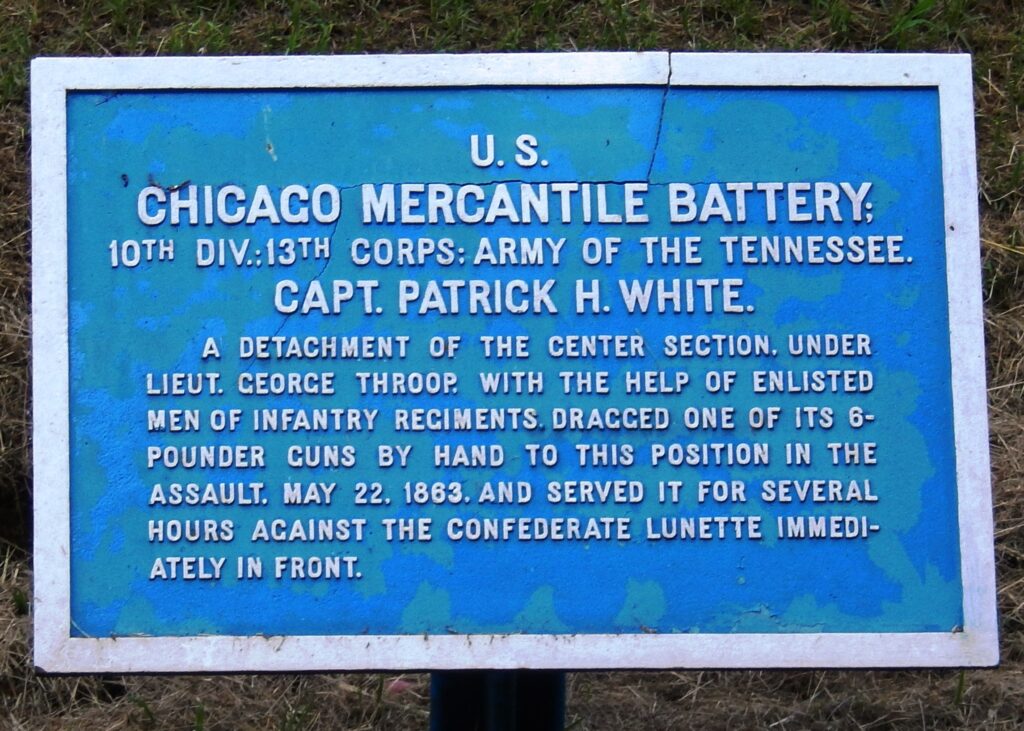 U. S.
CHICAGO MERCANTILE BATTERY;
10TH DIV.: 13TH CORPS: ARMY OF THE TENNESSEE.
CAPT. PATRICK H. WHITE.
A DETACHMENT OF THE CENTER SECTION, UNDER
LIEUT. GEORGE THROOP, WITH THE HELP OF ENLISTED
MEN OF INFANTRY REGIMENTS, DRAGGED ONE OF ITS 6-
POUNDER GUNS BY HAND TO THIS POSITION IN THE
ASSAULT, MAY 22, 1863, AND SERVED IT FOR SEVERAL
HOURS AGAINST THE CONFEDERATE LUNETTE IMMEDI-
ATELY IN FRONT.